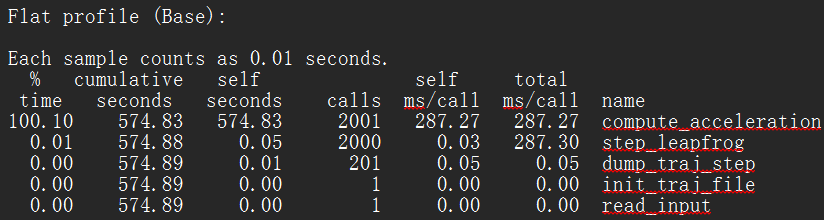 Flat profile (Base):
Each sample counts as 0.01 seconds.
% cumulative self self total
time seconds seconds calls ms/call ms/call name
100.10 574.83 574.83 2001 287.27 287.27 compute_acceleration
0.01 574.88 0.05 2000 0.03 287.30 step_leapfrog
0.00 574.89 0.01 201 0.05 0.05 dump_traj_step
0.00 574.89 0.00 1 0.00 0.00 init_traj_file
0.00 574.89 0.00 1 0.00 0.00 read_input